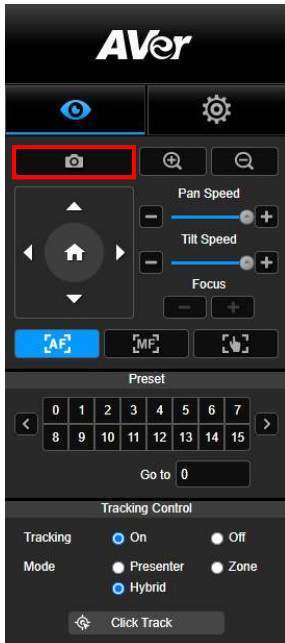 AVer
Pan Speed
Tilt Speed
Focus
[AF] [MF]
Preset
0 1 2 3 4 5 6 7
8 9 10 11 12 13 14 15
Go to 0
Tracking Control
Tracking On Off
Mode Presenter Zone
Hybrid
Click Track